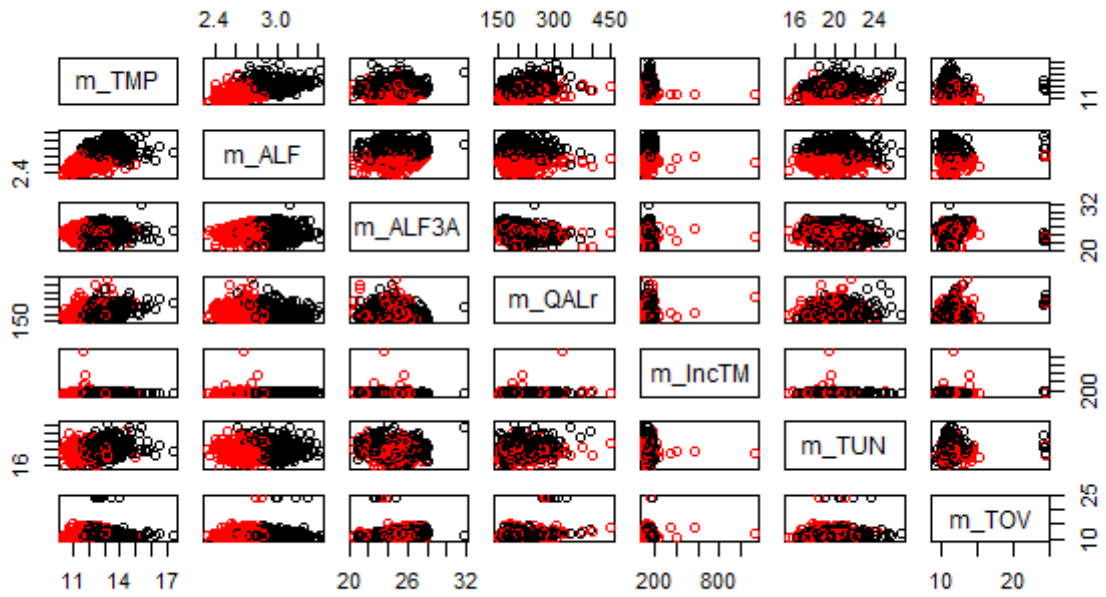 2.4 3.0 150 300 450 16 20 24
m_TMP 11
2.4 m_ALF
m_ALF3A 20 32
150 m_QALr
m_IncTM 200
16 m_TUN
m_TOV 10 25
11 14 17 20 26 32 200 800 10 20